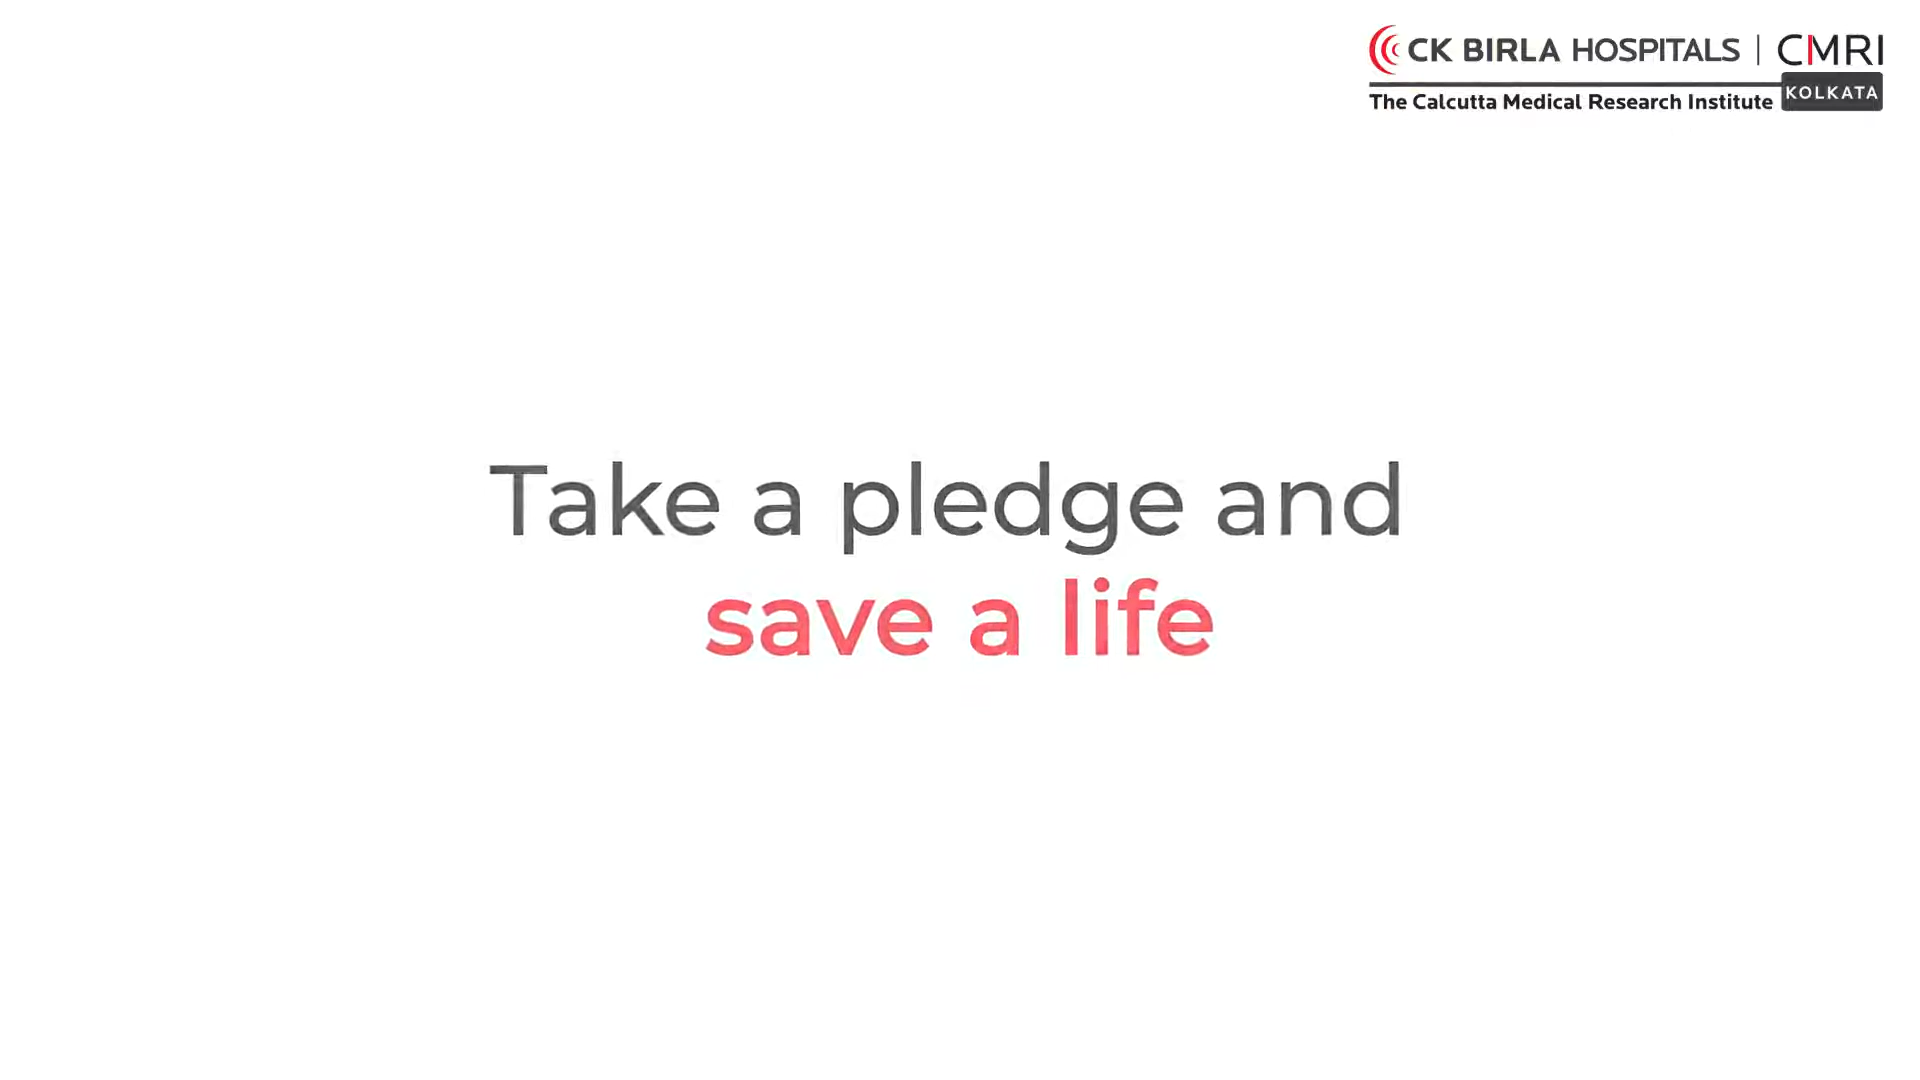 CK BIRLA HOSPITALS | CMRI
The Calcutta Medical Research Institute KOLKATA
Take a pledge and
save a life